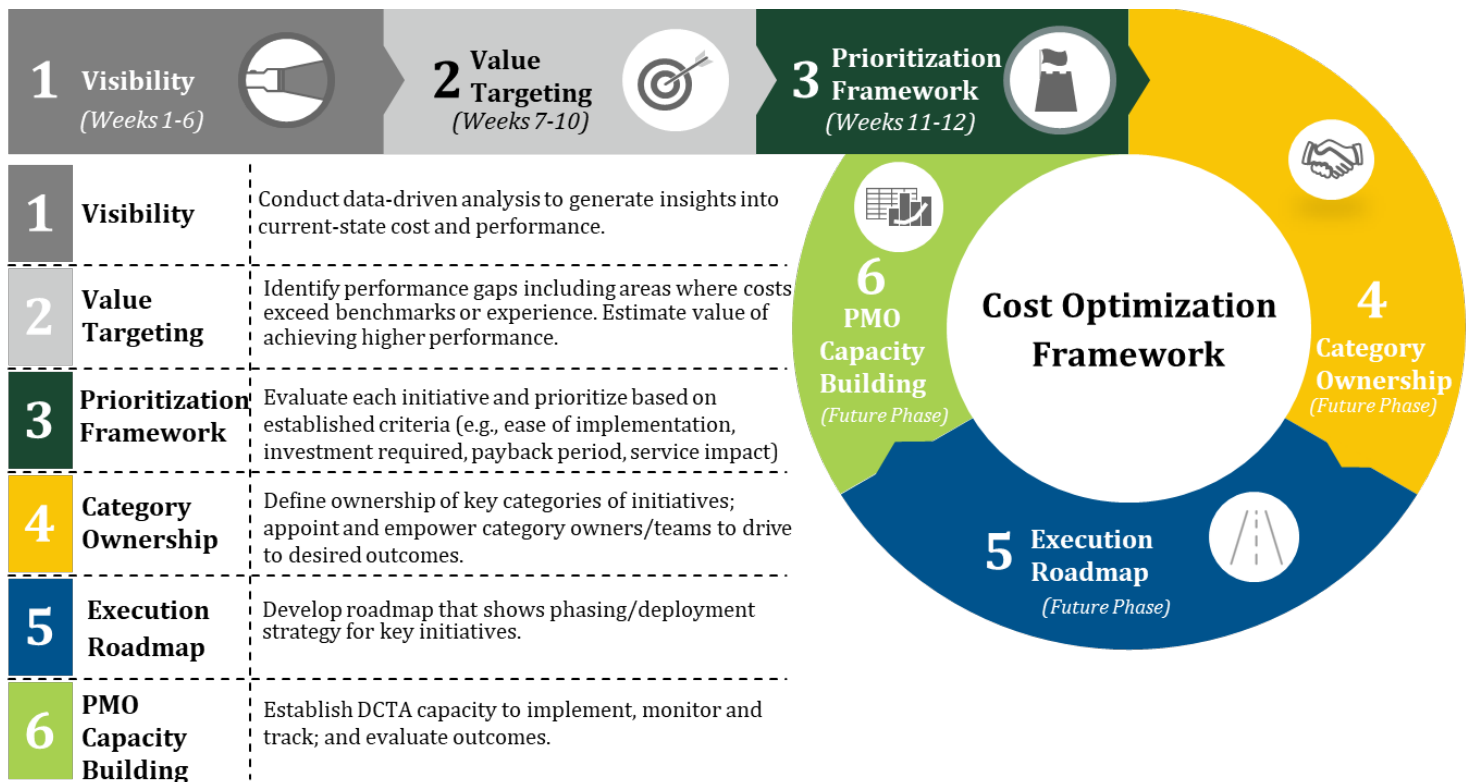 1 Visibility
(Weeks 1-6)
2 Value
Targeting
(Weeks 7-10)
3 Prioritization
Framework
(Weeks 11-12)
4
Category
Ownership
(Future Phase)
5 Execution
Roadmap
(Future Phase)
6
PMO
Capacity
Building
(Future Phase)
Cost Optimization
Framework
1
Visibility
Conduct data-driven analysis to generate insights into
current-state cost and performance.
2
Value
Targeting
Identify performance gaps including areas where costs
exceed benchmarks or experience. Estimate value of
achieving higher performance.
3
Prioritization
Framework
Evaluate each initiative and prioritize based on
established criteria (e.g., ease of implementation,
investment required, payback period, service impact)
4
Category
Ownership
Define ownership of key categories of initiatives;
appoint and empower category owners/teams to drive
to desired outcomes.
5
Execution
Roadmap
Develop roadmap that shows phasing/deployment
strategy for key initiatives.
6
PMO
Capacity
Building
Establish DCTA capacity to implement, monitor and
track; and evaluate outcomes.